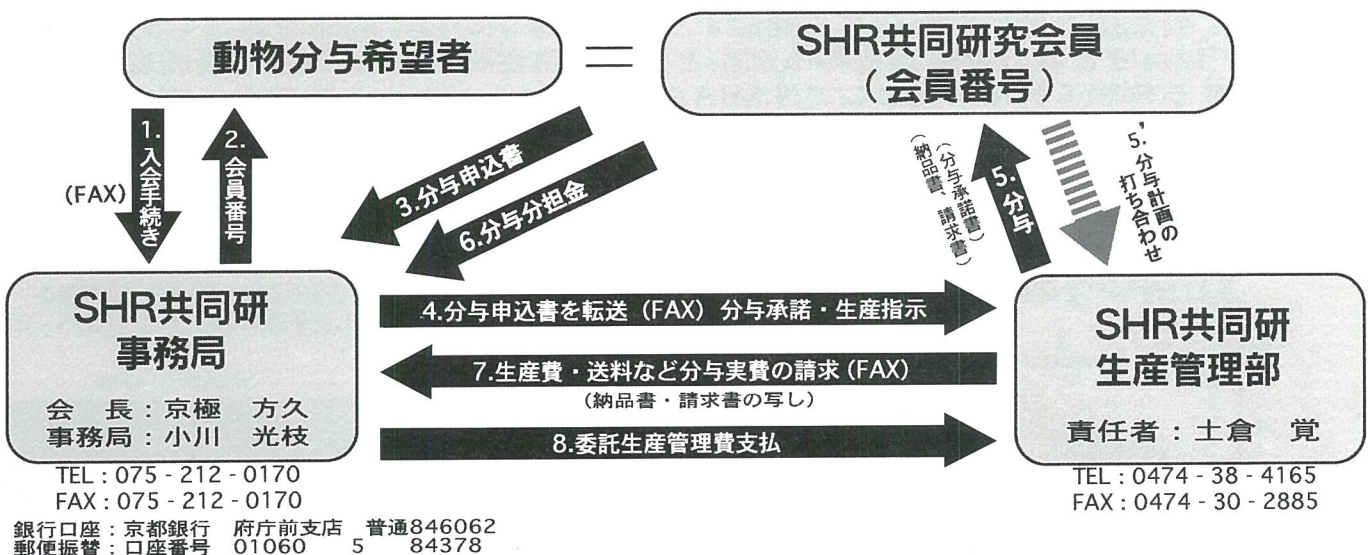 動物分与希望者
=
SHR共同研究会員
(会員番号)
1.入会手続き
(FAX)
2.会員番号
3.分与申込書
6.分与分担金
(分与承諾書)
(納品書、請求書)
5.分与
5,'分与計画の
打ち合わせ
SHR共同研
事務局
会 長:京極 方久
事務局:小川 光枝
TEL:075-212-0170
FAX:075-212-0170
銀行口座:京都銀行 府庁前支店 普通846062
郵便振替:口座番号 01060 5 84378
4.分与申込書を転送(FAX)分与承諾・生産指示
7.生産費・送料など分与実費の請求(FAX)
(納品書・請求書の写し)
8.委託生産管理費支払
SHR共同研
生産管理部
責任者:土倉 覚
TEL:0474-38-4165
FAX:0474-30-2885